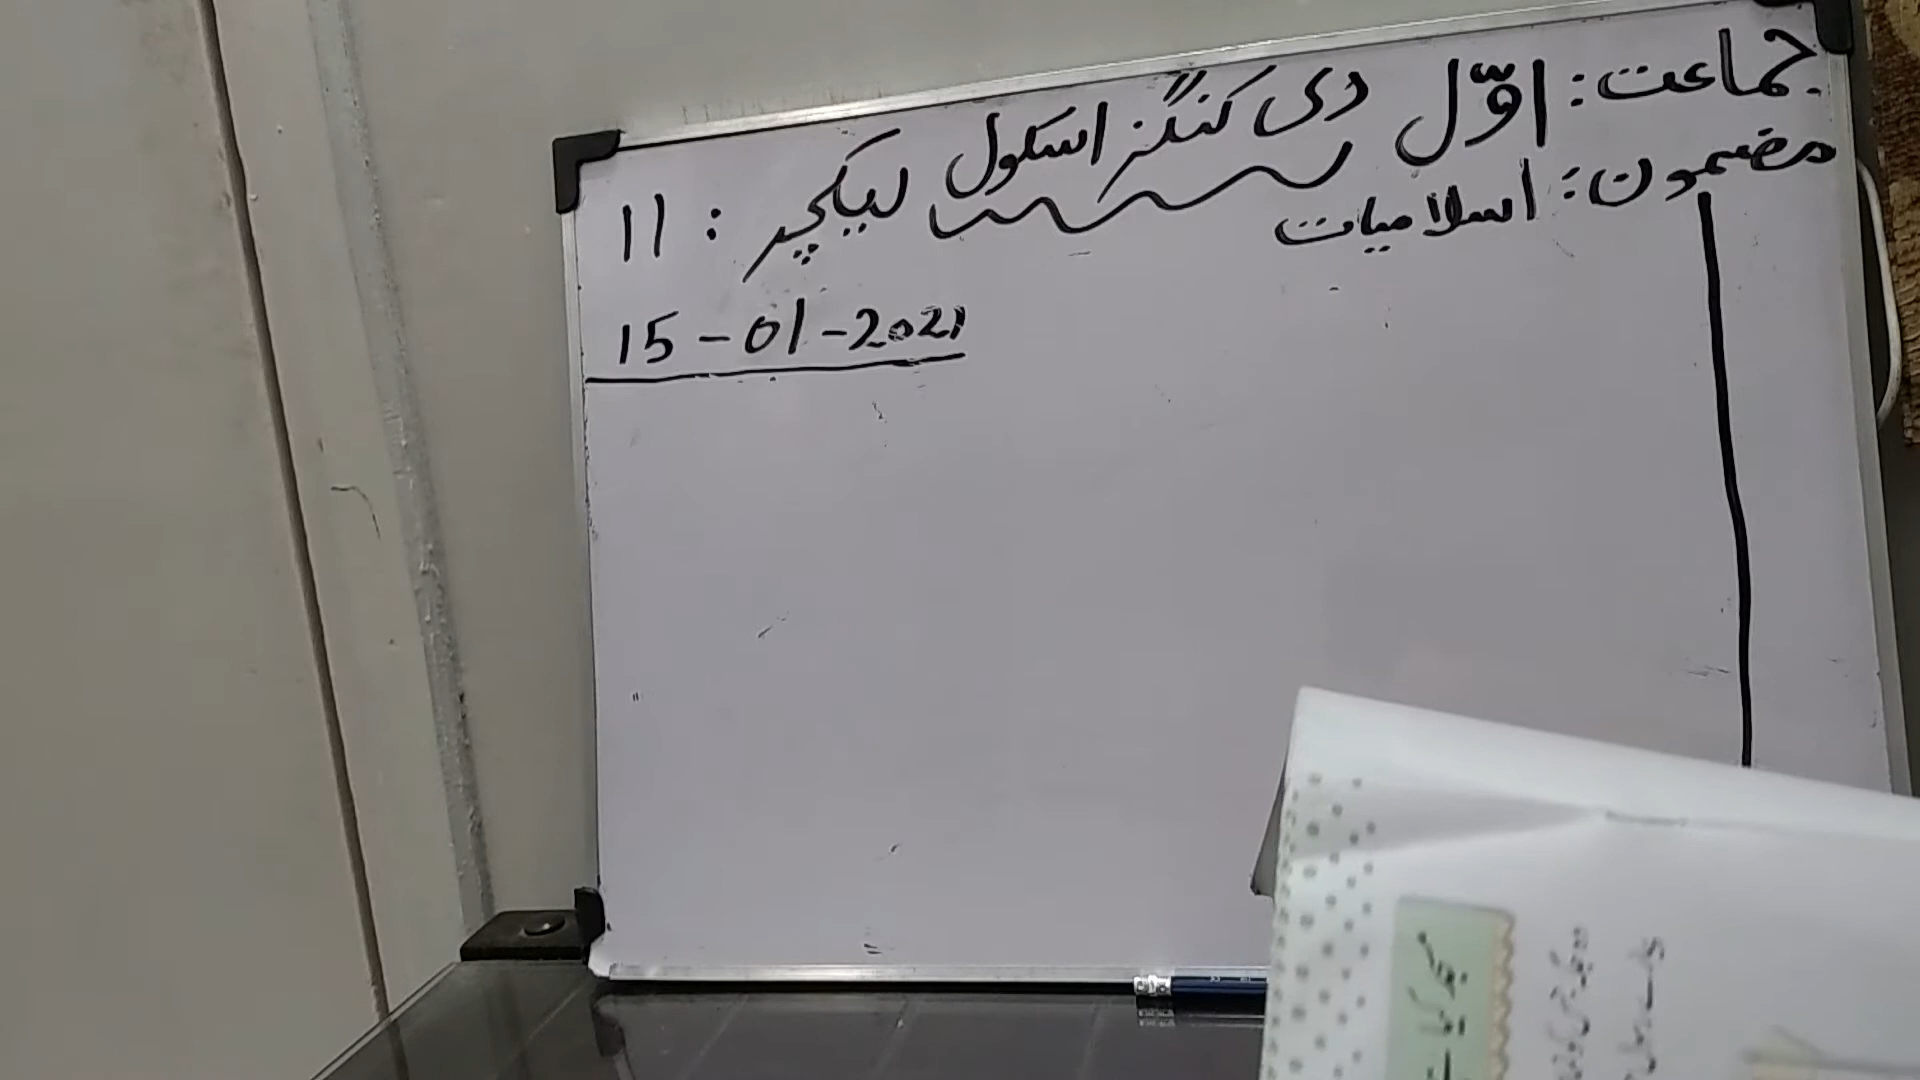 جماعت: اوّل دی کنگز اسکول لیکچر: 11
مضمون: اسلامیات
15-01-2021